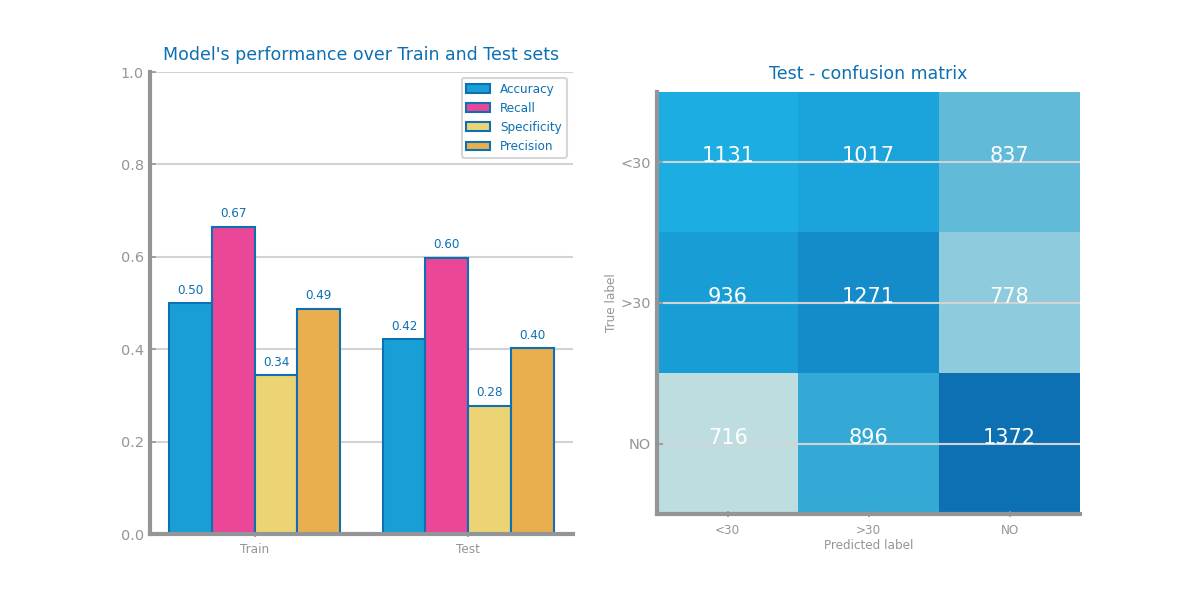 Model's performance over Train and Test sets
1.0
0.8
0.6
0.4
0.2
0.0
Accuracy
Recall
Specificity
Precision
0.50
0.67
0.34
0.49
0.42
0.60
0.28
0.40
Train
Test
Test - confusion matrix
True label
<30
>30
NO
1131 1017 837
936 1271 778
716 896 1372
<30 >30 NO
Predicted label